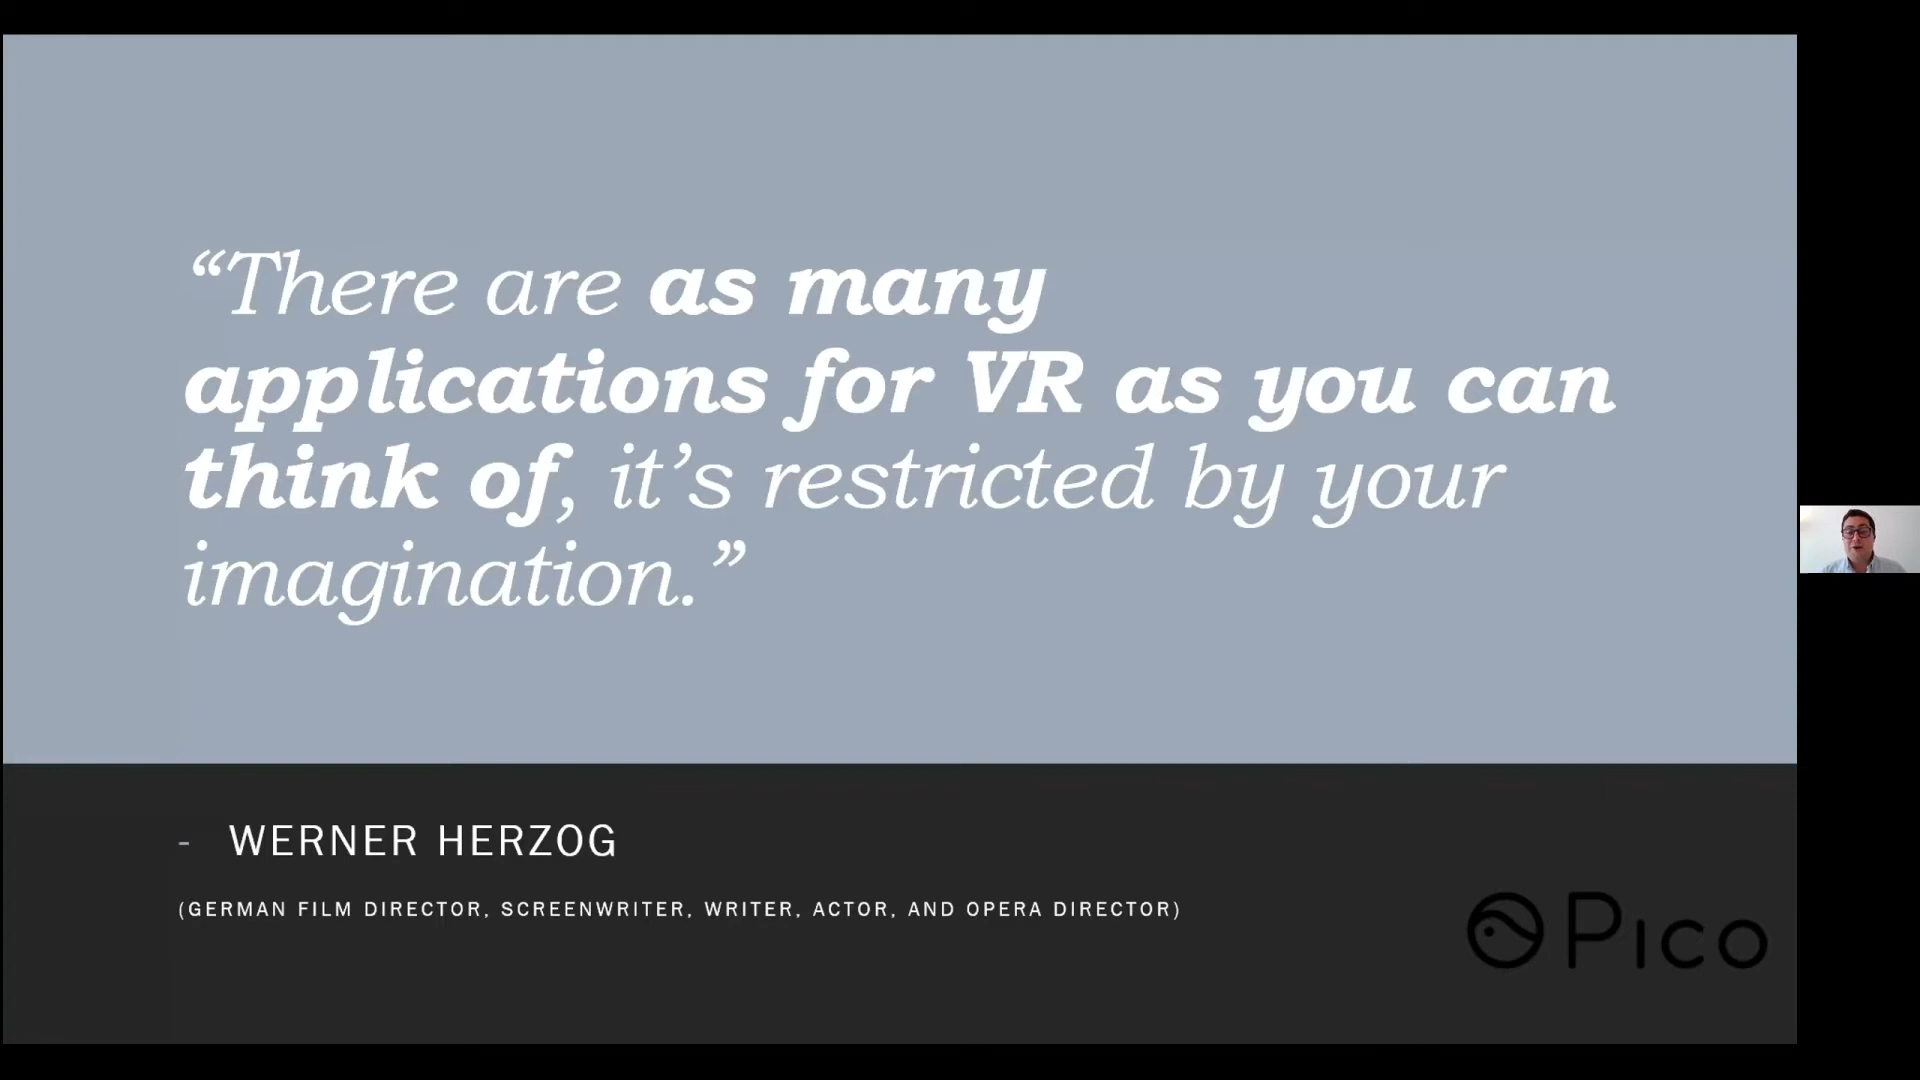 “There are as many
applications for VR as you can
think of, it’s restricted by your
imagination.”
- WERNER HERZOG
(GERMAN FILM DIRECTOR, SCREENWRITER, WRITER, ACTOR, AND OPERA DIRECTOR)
Pico